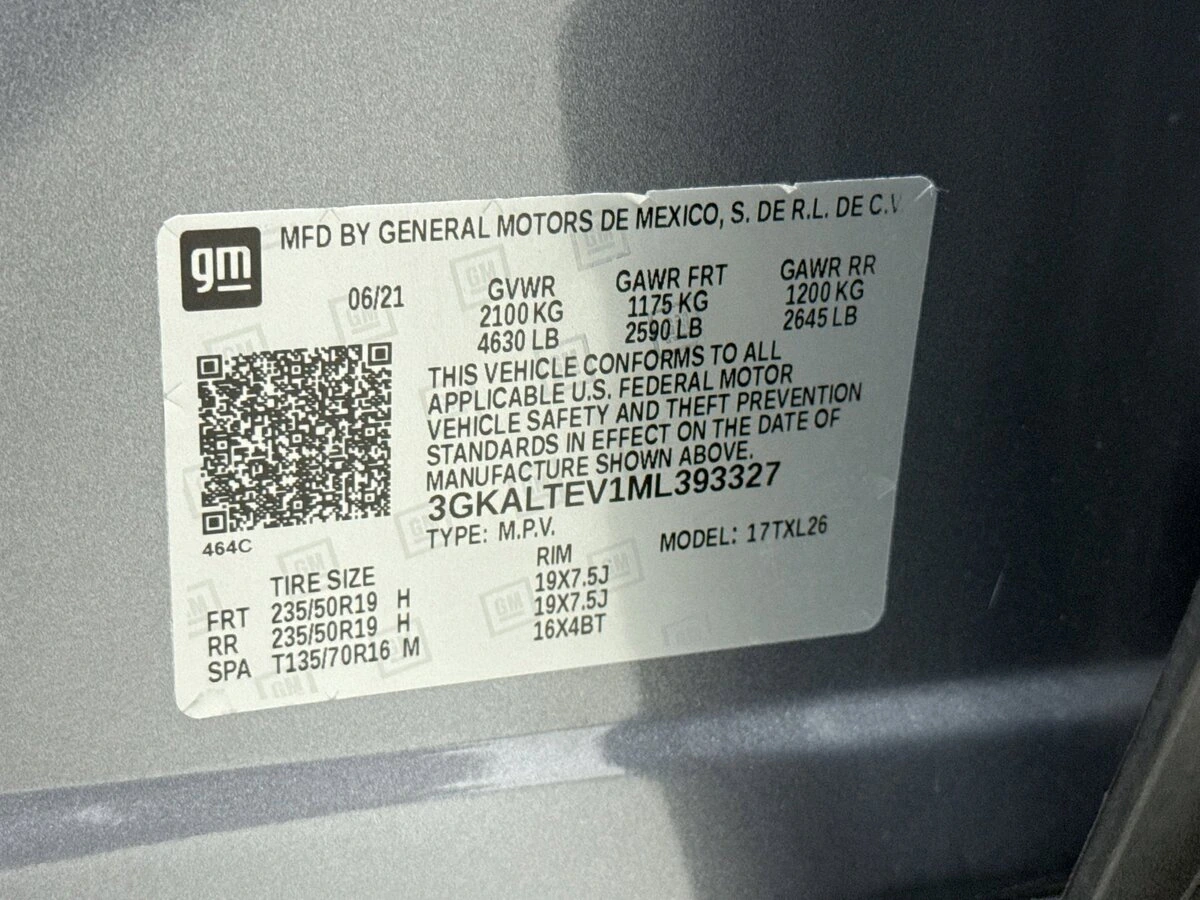 gm
MFD BY GENERAL MOTORS DE MEXICO, S. DE R.L. DE C.V.
06/21
GVWR GAWR FRT GAWR RR
2100 KG 1175 KG 1200 KG
4630 LB 2590 LB 2645 LB
THIS VEHICLE CONFORMS TO ALL
APPLICABLE U.S. FEDERAL MOTOR
VEHICLE SAFETY AND THEFT PREVENTION
STANDARDS IN EFFECT ON THE DATE OF
MANUFACTURE SHOWN ABOVE.
3GKALTEV1ML393327
TYPE: M.P.V. MODEL: 17TXL26
464C
TIRE SIZE RIM
FRT 235/50R19 H 19X7.5J
RR 235/50R19 H 19X7.5J
SPA T135/70R16 M 16X4BT